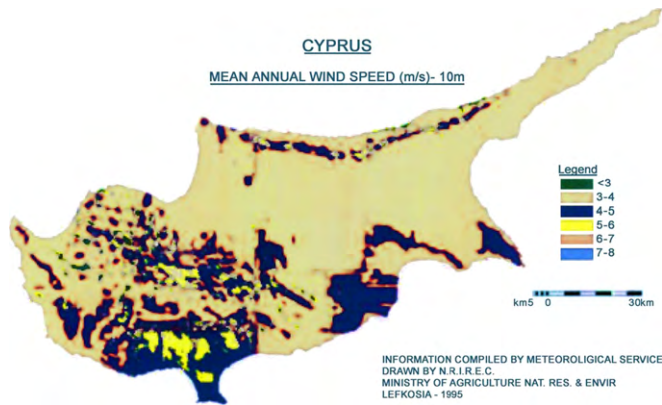 CYPRUS
MEAN ANNUAL WIND SPEED (m/s)- 10m
Legend
<3
3-4
4-5
5-6
6-7
7-8
km5 0 30km
INFORMATION COMPILED BY METEOROLIGICAL SERVICE
DRAWN BY N.R.I.R.E.C.
MINISTRY OF AGRICULTURE NAT. RES. & ENVIR
LEFKOSIA - 1995